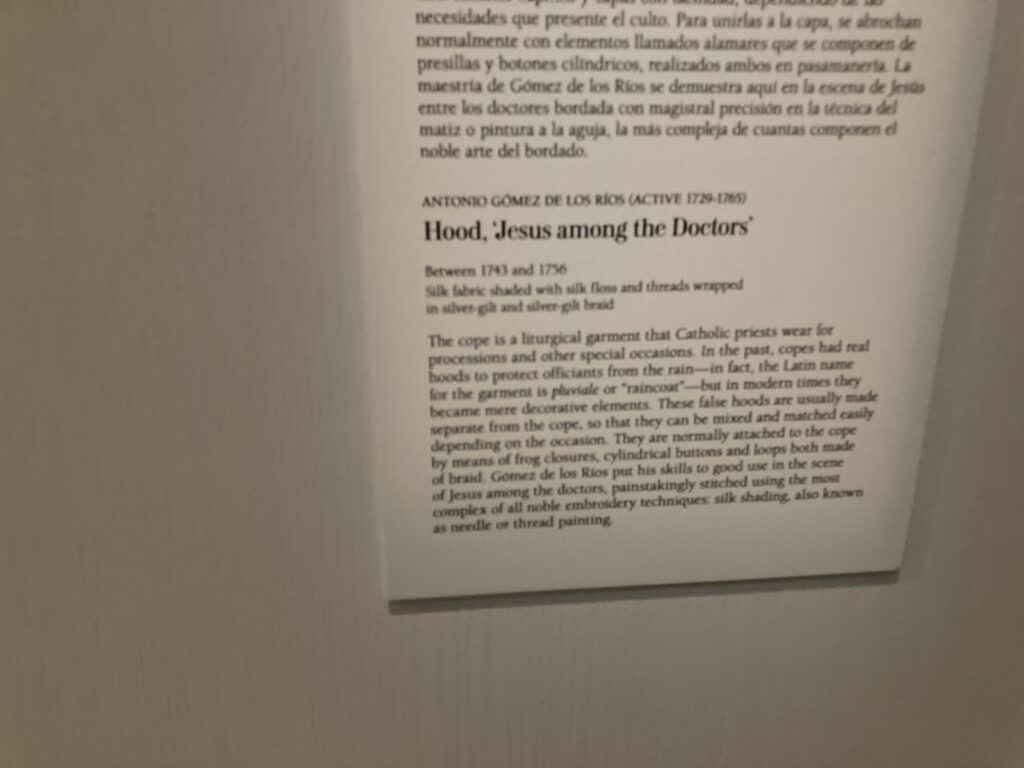 necesidades que presente el culto. Para unirlas a la capa, se abrochan
normalmente con elementos llamados alamares que se componen de
presillas y botones cilíndricos, realizados ambos en pasamanería. La
maestría de Gómez de los Ríos se demuestra aquí en la escena de Jesús
entre los doctores bordada con magistral precisión en la técnica del
matiz o pintura a la aguja, la más compleja de cuantas componen el
noble arte del bordado.
ANTONIO GÓMEZ DE LOS RÍOS (ACTIVE 1729-1765)
Hood, 'Jesus among the Doctors'
Between 1743 and 1756
Silk fabric shaded with silk floss and threads wrapped
in silver-gilt and silver-gilt braid
The cope is a liturgical garment that Catholic priests wear for
processions and other special occasions. In the past, copes had real
hoods to protect officiants from the rain—in fact, the Latin name
for the garment is pluviale or "raincoat"—but in modern times they
became mere decorative elements. These false hoods are usually made
separate from the cope, so that they can be mixed and matched easily
depending on the occasion. They are normally attached to the cope
by means of frog closures, cylindrical buttons and loops both made
of braid. Gómez de los Ríos put his skills to good use in the scene
of Jesus among the doctors, painstakingly stitched using the most
complex of all noble embroidery techniques: silk shading, also known
as needle or thread painting.